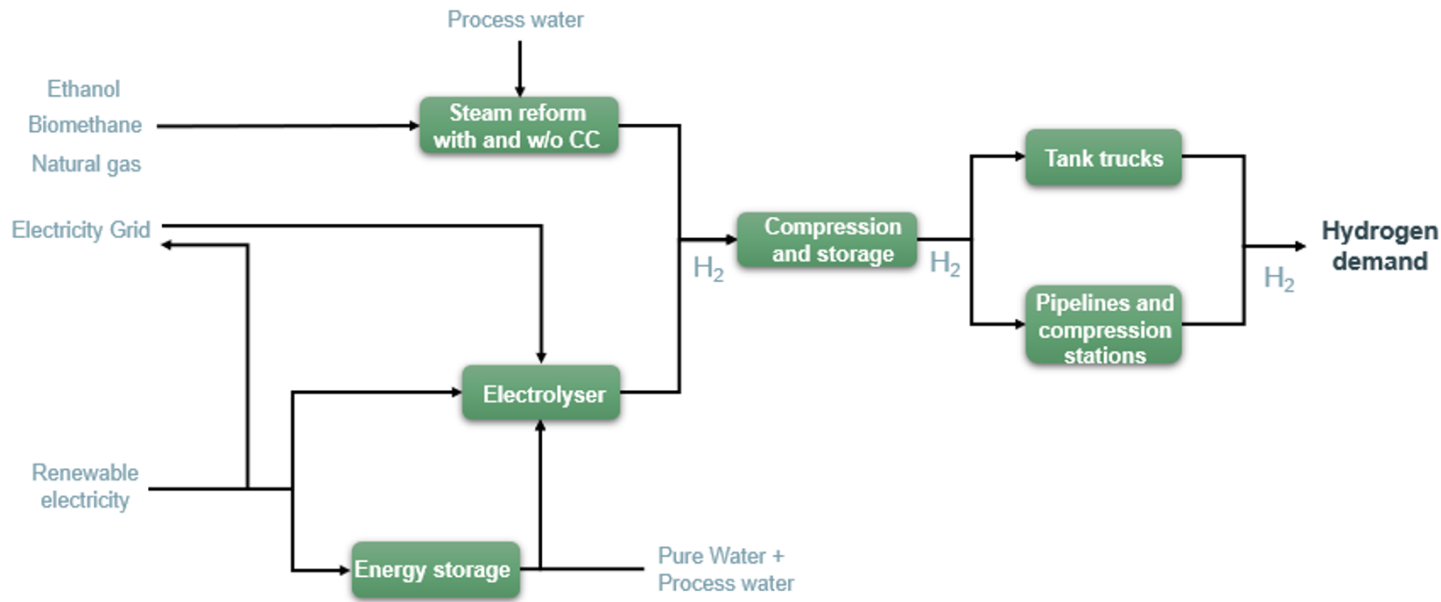 Process water
Ethanol
Biomethane
Natural gas
Steam reform
with and w/o CC
Electricity Grid
Tank trucks
Compression
and storage
H₂
H₂
Hydrogen
demand
H₂
Pipelines and
compression
stations
Electrolyser
Renewable
electricity
Energy storage
Pure Water +
Process water